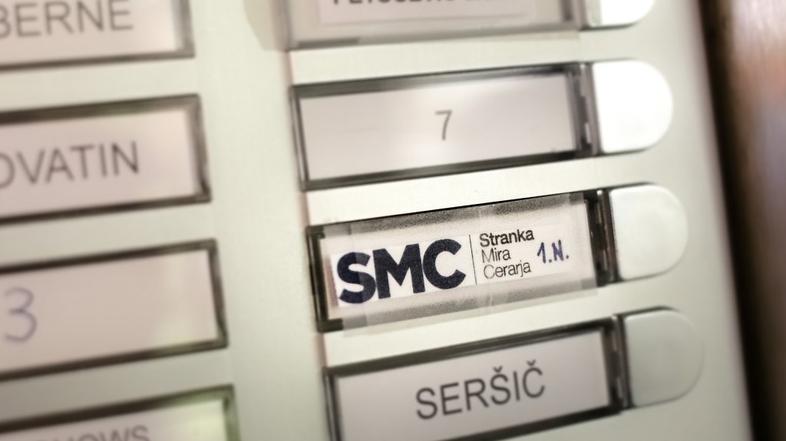 BERNE
7
OVATIN
SMC
Stranka
Mira
Cerarja
1.N.
3
SERŠIČ